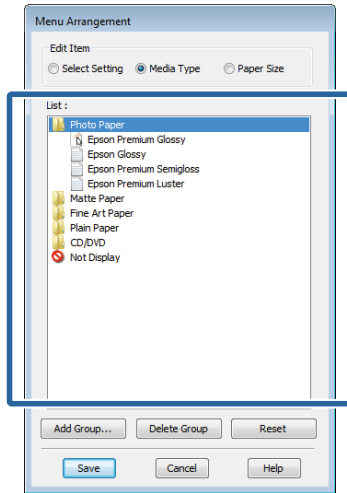 Menu Arrangement
Edit Item
Select Setting Media Type Paper Size
List :
Photo Paper
Epson Premium Glossy
Epson Glossy
Epson Premium Semigloss
Epson Premium Luster
Matte Paper
Fine Art Paper
Plain Paper
CD/DVD
Not Display
Add Group... Delete Group Reset
Save Cancel Help